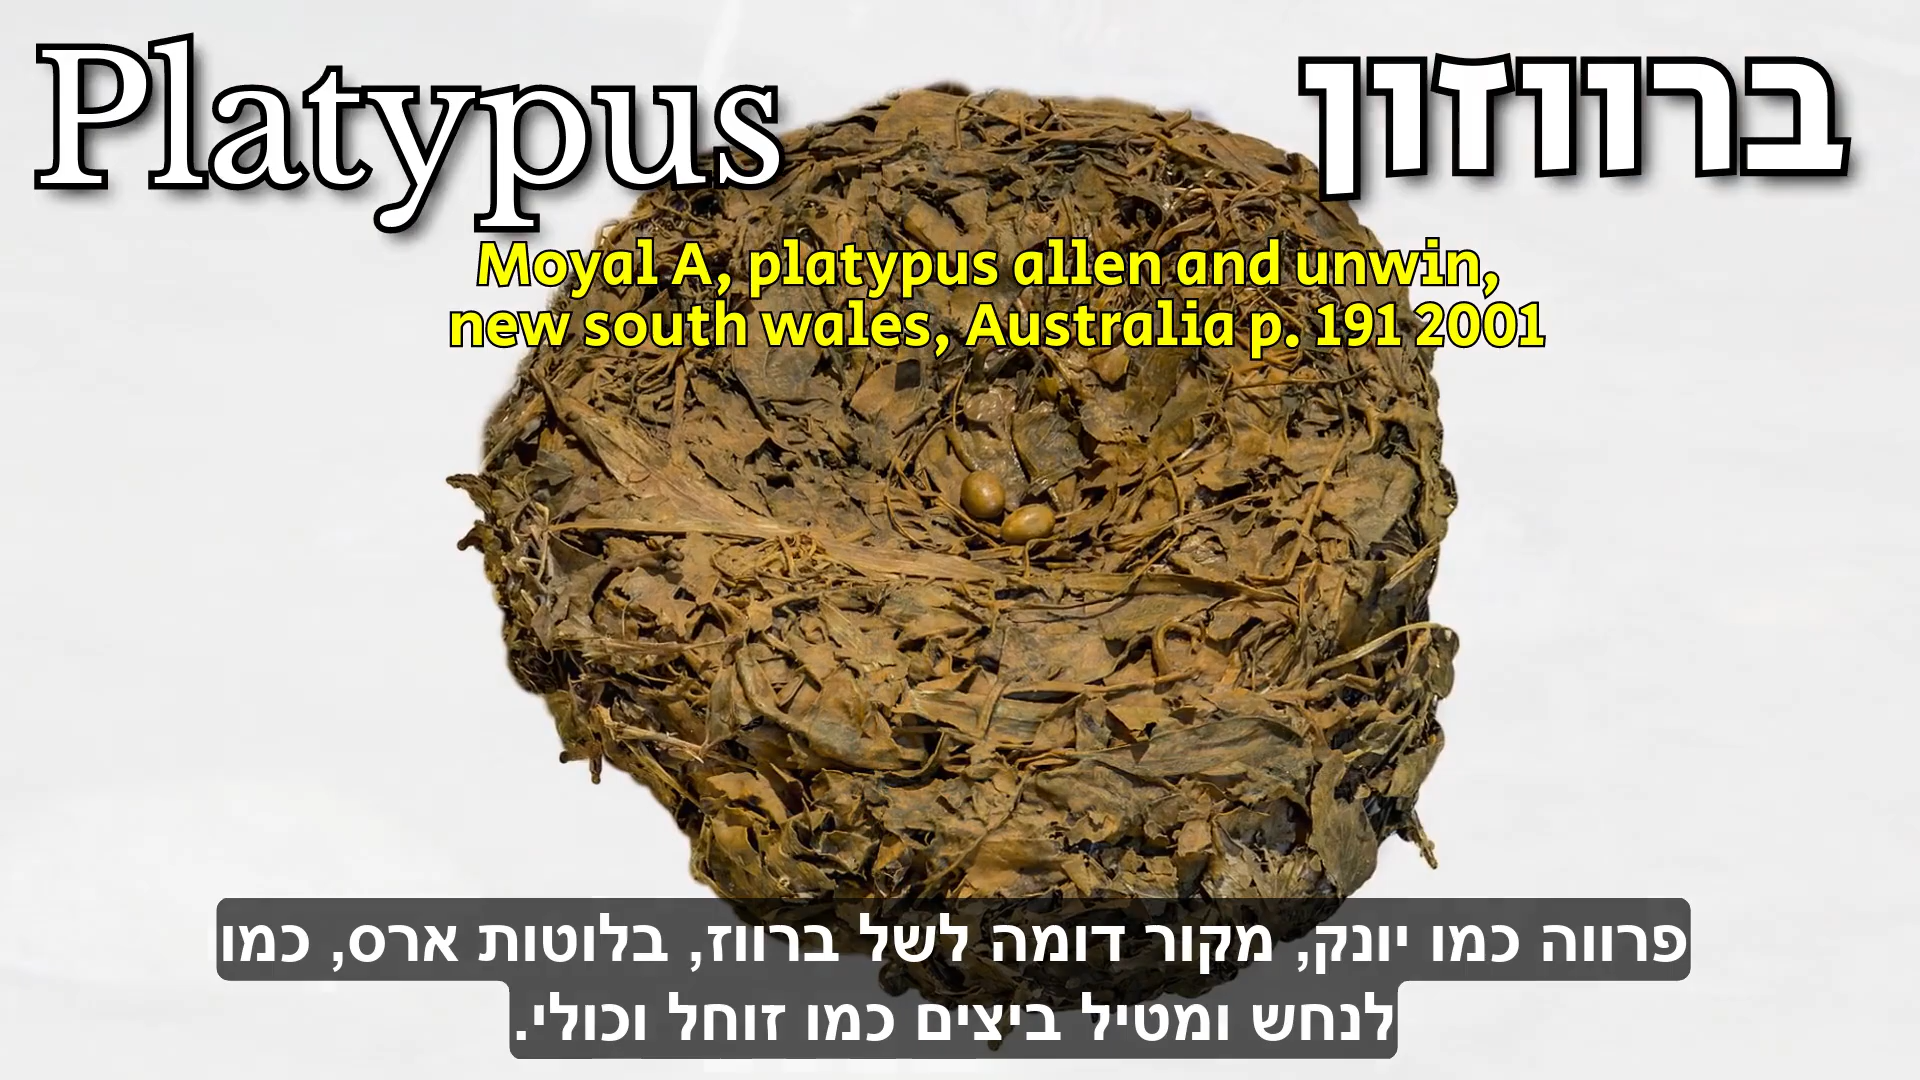 Platypus
ברווזון
Moyal A, platypus allen and unwin,
new south wales, Australia p. 191 2001
פרווה כמו יונק, מקור דומה לשל ברווז, בלוטות ארס, כמו
לנחש ומטיל ביצים כמו זוחל וכולי.